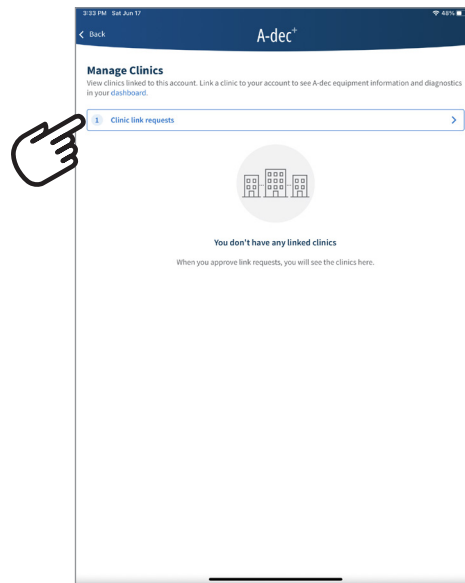 3:33 PM Sat Jun 17 48%
Back A-dec+
Manage Clinics
View clinics linked to this account. Link a clinic to your account to see A-dec equipment information and diagnostics
in your dashboard.
1 Clinic link requests
You don't have any linked clinics
When you approve link requests, you will see the clinics here.